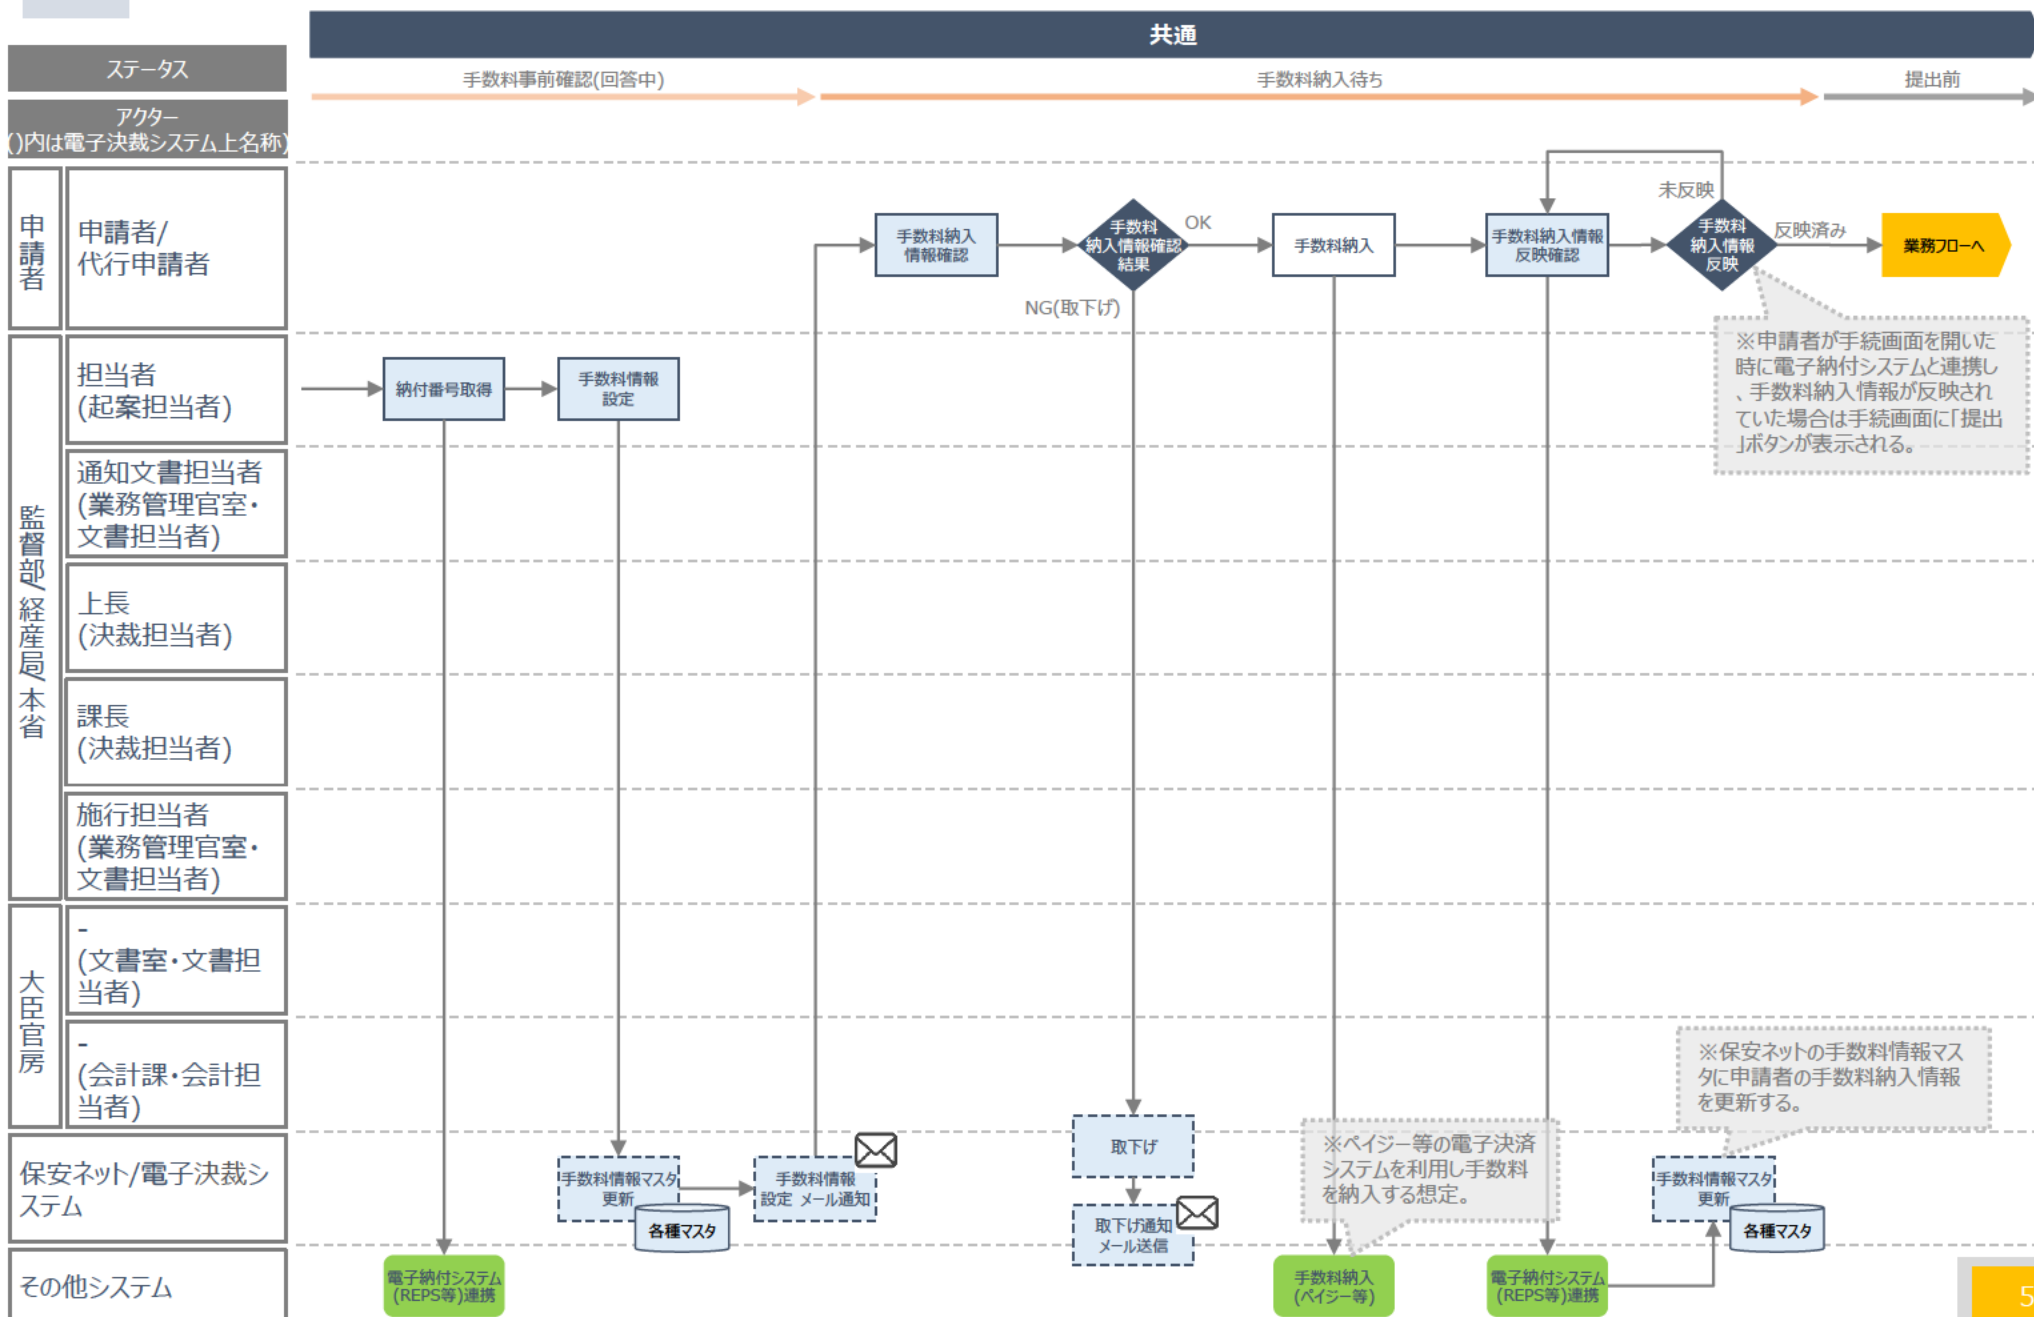 共通
ステータス
手数料事前確認(回答中)
手数料納入待ち
提出前
アクター
()内は電子決裁システム上名称)
申請者
申請者/
代行申請者
手数料納入
情報確認
手数料
納入情報確認
結果
OK
NG(取下げ)
手数料納入
手数料納入情報
反映確認
未反映
手数料
納入情報
反映
反映済み
業務フローへ
※申請者が手続画面を開いた
時に電子納付システムと連携し
、手数料納入情報が反映され
ていた場合は手続画面に「提出
」ボタンが表示される。
監督部/経産局/本省
担当者
(起案担当者)
納付番号取得
手数料情報
設定
通知文書担当者
(業務管理官室・
文書担当者)
上長
(決裁担当者)
課長
(決裁担当者)
施行担当者
(業務管理官室・
文書担当者)
大臣官房
-
(文書室・文書担
当者)
-
(会計課・会計担
当者)
※保安ネットの手数料情報マス
タに申請者の手数料納入情報
を更新する。
保安ネット/電子決裁シ
ステム
手数料情報マスタ
更新
各種マスタ
手数料情報
設定 メール通知
取下げ
取下げ通知
メール送信
※ペイジー等の電子決済
システムを利用し手数料
を納入する想定。
手数料情報マスタ
更新
各種マスタ
その他システム
電子納付システム
(REPS等)連携
手数料納入
(ペイジー等)
電子納付システム
(REPS等)連携
5